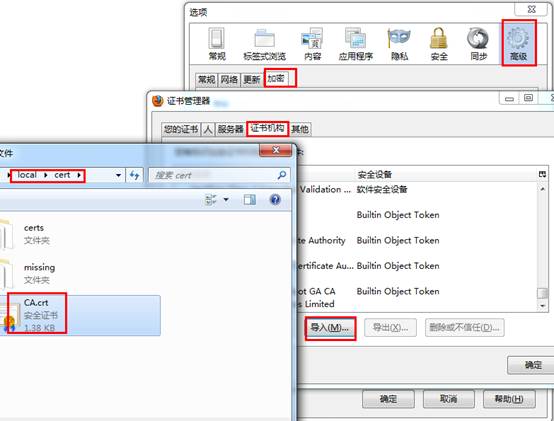 选项
常规 标签式浏览 内容 应用程序 隐私 安全 同步 高级
常规 网络 更新 加密
证书管理器
您的证书 人 服务器 证书机构 其他
文件
local cert
搜索 cert
安全设备
Validation ... 软件安全设备
Builtin Object Token
te Authority Builtin Object Token
Certificate Au... Builtin Object Token
ot GA CA Builtin Object Token
es Limited
certs
文件夹
missing
文件夹
CA.crt
安全证书
1.38 KB
导入(M)... 导出(X)... 删除或不信任(D)...
确定
确定 取消 帮助(H)